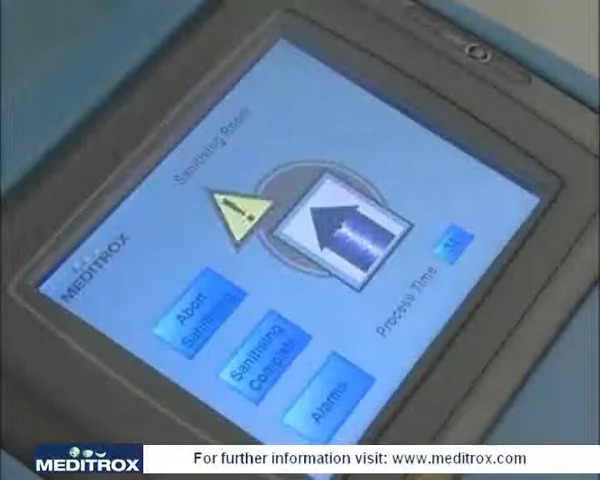 Sanitising Room
MEDITROX
Abort
Sanitising
Sanitising
Complete
Alarms
Process Time
MEDITROX
For further information visit: www.meditrox.com